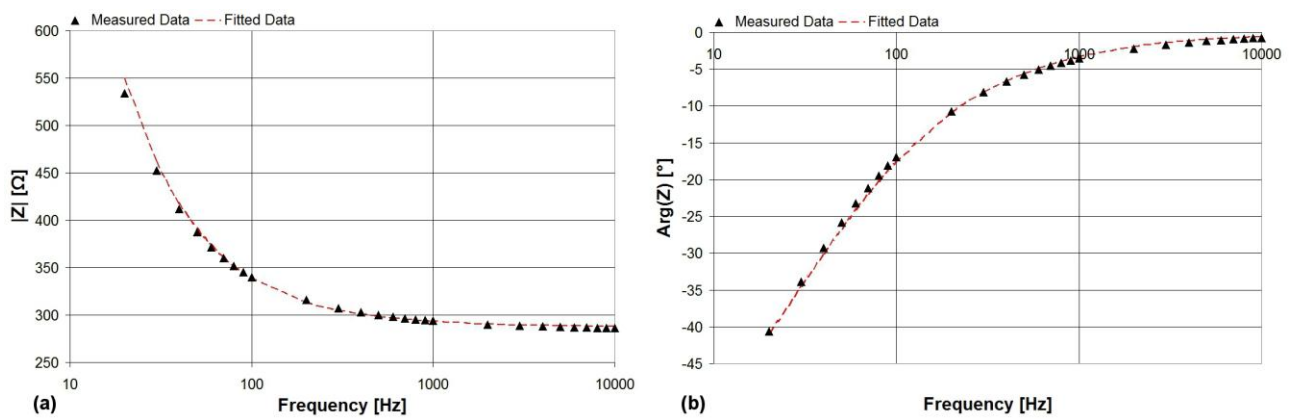 ▲ Measured Data --- Fitted Data
600
550
500
450
400
350
300
250
|Z| [Ω]
10 100 1000 10000
Frequency [Hz]
(a)
▲ Measured Data --- Fitted Data
0
-5
-10
-15
-20
-25
-30
-35
-40
-45
Arg(Z) [°]
10 100 1000 10000
Frequency [Hz]
(b)